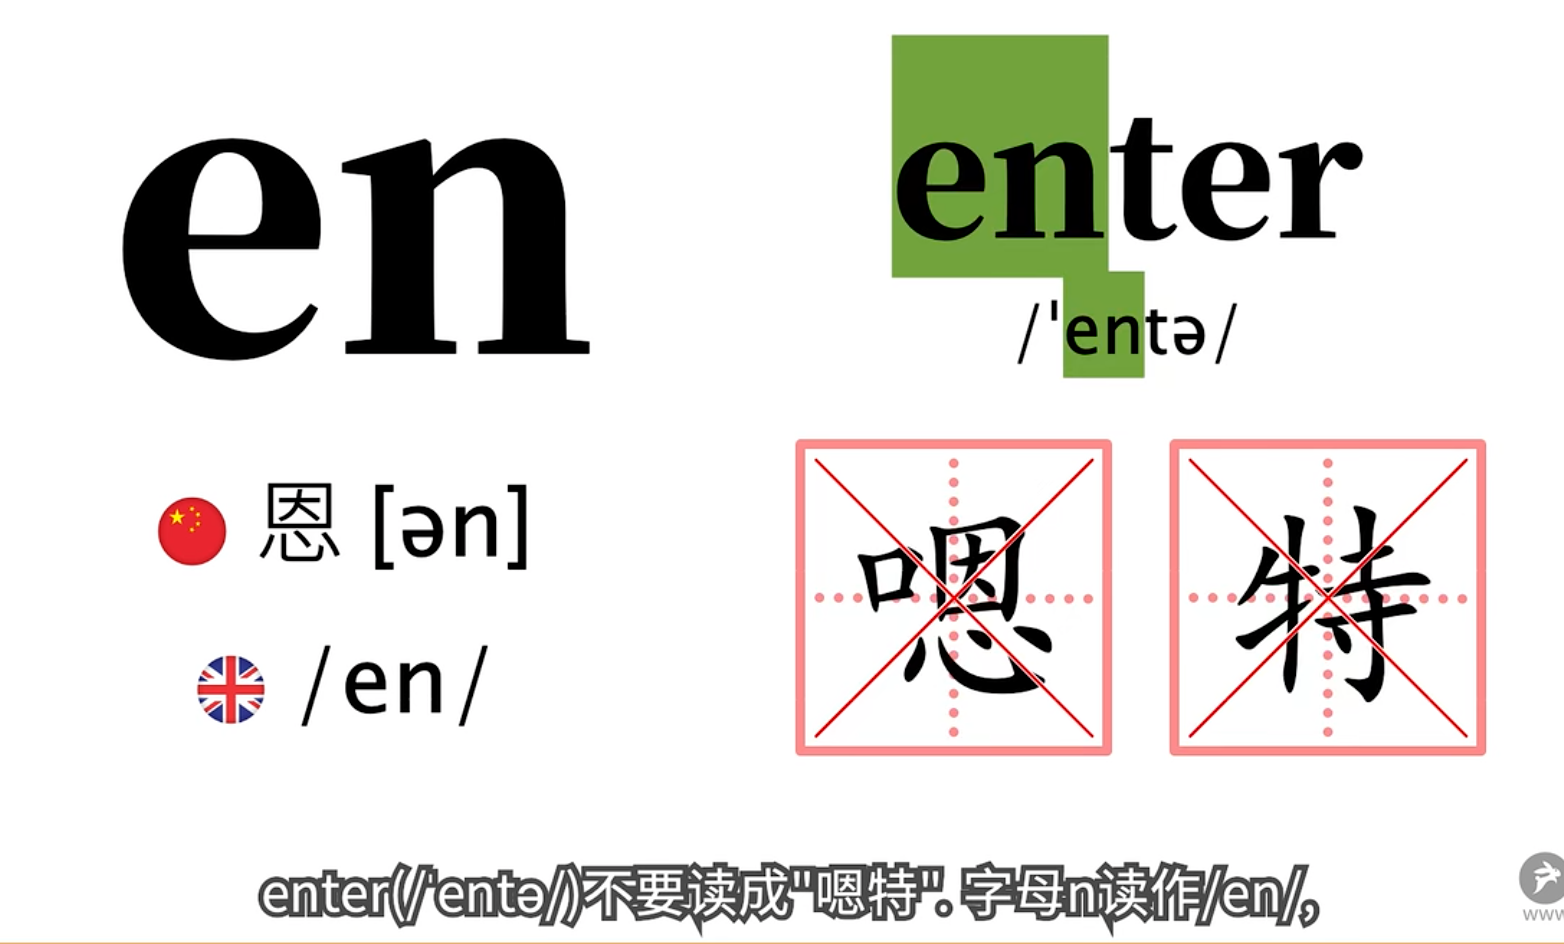 en
enter
/ˈentə/
恩 [ən]
/en/
嗯 特
enter(/ˈentə/)不要读成"嗯特". 字母n读作/en/,
www